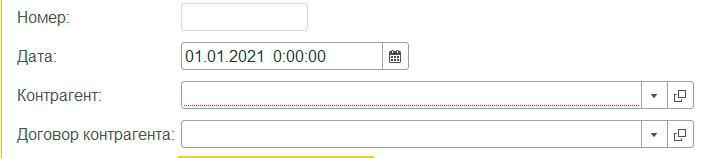 Номер:
Дата: 01.01.2021 0:00:00
Контрагент:
Договор контрагента: